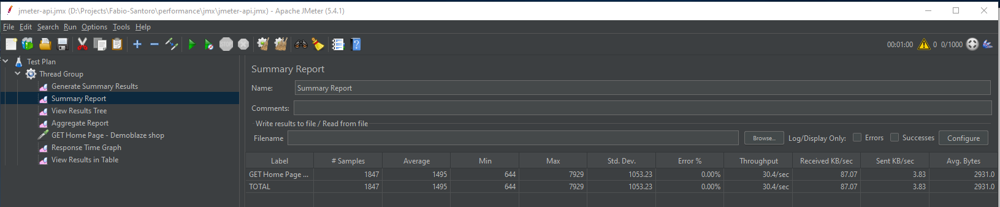 jmeter-api.jmx (D:\Projects\Fabio-Santoro\performance\jmx\jmeter-api.jmx) - Apache JMeter (5.4.1)
File Edit Search Run Options Tools Help
STOP 00:01:00 0 0/1000
Test Plan
Thread Group
Generate Summary Results
Summary Report
View Results Tree
Aggregate Report
GET Home Page - Demoblaze shop
Response Time Graph
View Results in Table
Summary Report
Name: Summary Report
Comments:
Write results to file / Read from file
Filename Browse... Log/Display Only: Errors Successes Configure
Label # Samples Average Min Max Std. Dev. Error % Throughput Received KB/sec Sent KB/sec Avg. Bytes
GET Home Page ... 1847 1495 644 7929 1053.23 0.00% 30.4/sec 87.07 3.83 2931.0
TOTAL 1847 1495 644 7929 1053.23 0.00% 30.4/sec 87.07 3.83 2931.0